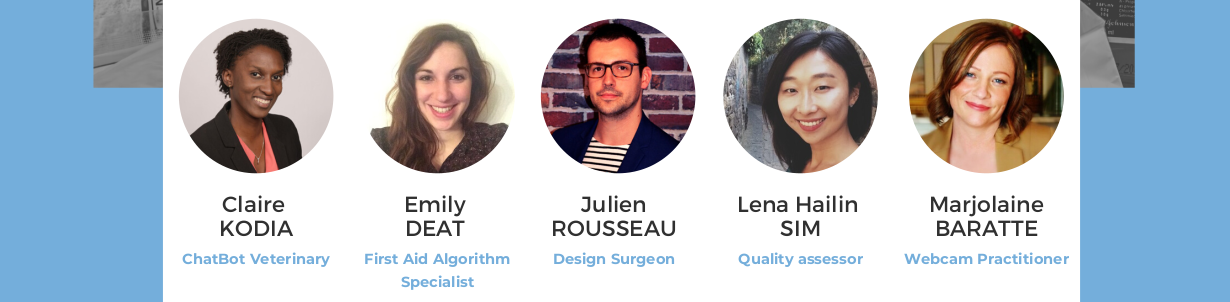 Claire
KODIA
ChatBot Veterinary
Emily
DEAT
First Aid Algorithm
Specialist
Julien
ROUSSEAU
Design Surgeon
Lena Hailin
SIM
Quality assessor
Marjolaine
BARATTE
Webcam Practitioner